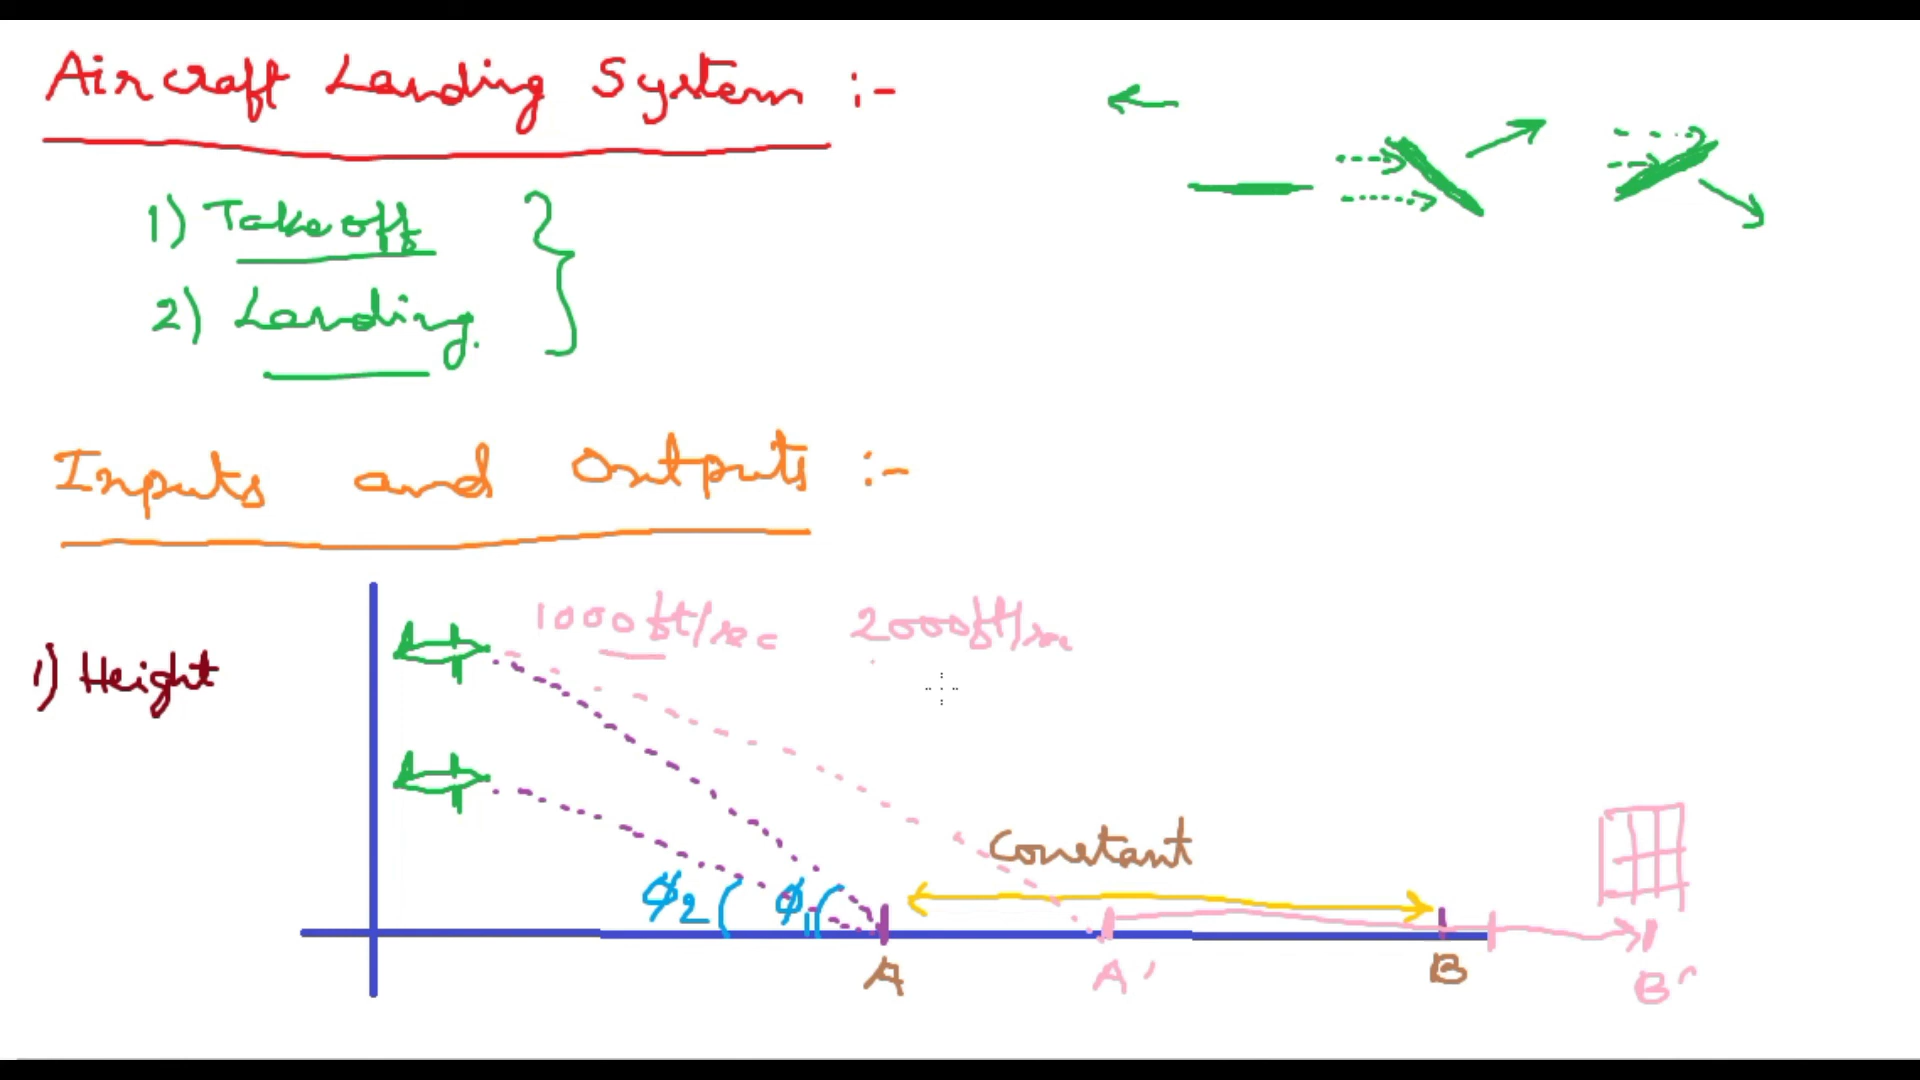 Aircraft Landing System :-
1) Takeoff
2) Landing.
Inputs and Outputs :-
1) Height
1000ft/sec 2000ft/sec
Constant
ϕ2 ϕ1
A A' B B'